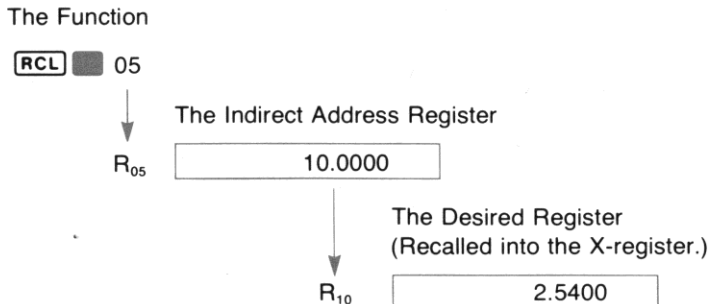 The Function
RCL 05
The Indirect Address Register
R05 10.0000
The Desired Register
(Recalled into the X-register.)
R10 2.5400